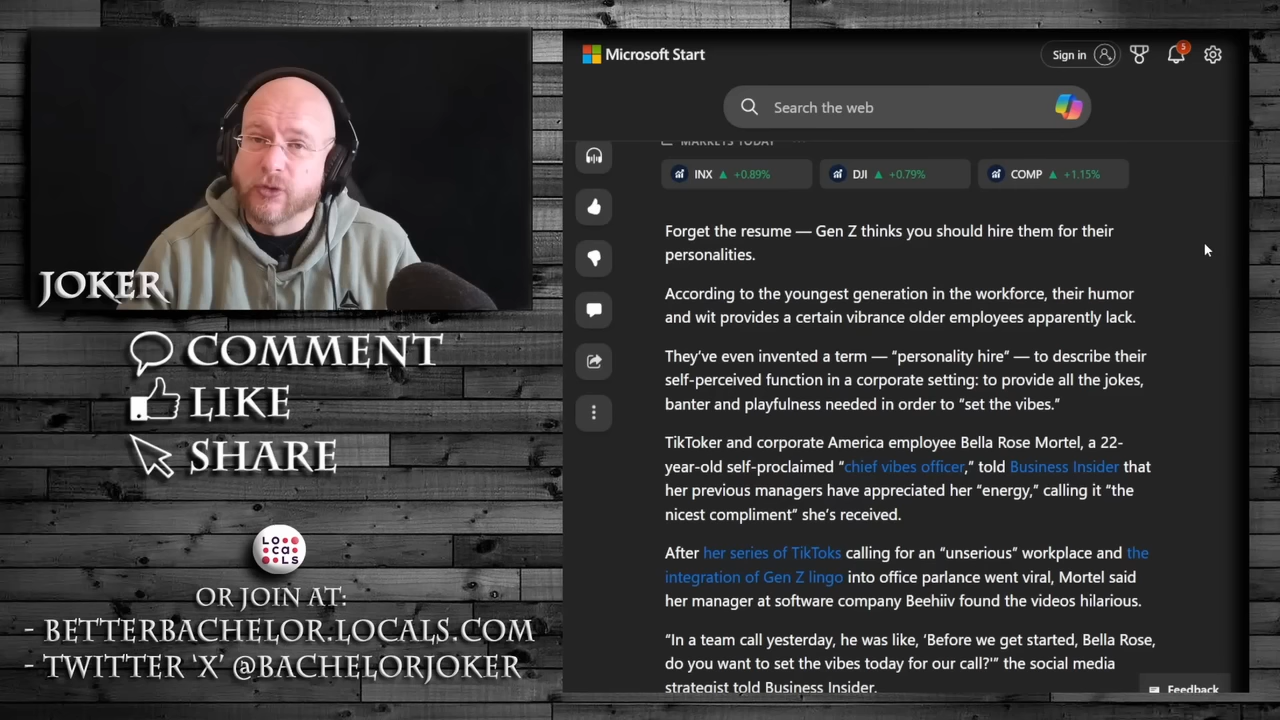 JOKER
COMMENT
LIKE
SHARE
LOCALS
OR JOIN AT:
- BETTERBACHELOR.LOCALS.COM
- TWITTER 'X' @BACHELORJOKER
Microsoft Start
Sign in
5
Search the web
MARKETS TODAY
INX ▲ +0.89%
DJI ▲ +0.79%
COMP ▲ +1.15%
Forget the resume — Gen Z thinks you should hire them for their
personalities.
According to the youngest generation in the workforce, their humor
and wit provides a certain vibrance older employees apparently lack.
They've even invented a term — “personality hire” — to describe their
self-perceived function in a corporate setting: to provide all the jokes,
banter and playfulness needed in order to “set the vibes.”
TikToker and corporate America employee Bella Rose Mortel, a 22-
year-old self-proclaimed “chief vibes officer,” told Business Insider that
her previous managers have appreciated her “energy,” calling it “the
nicest compliment” she's received.
After her series of TikToks calling for an “unserious” workplace and the
integration of Gen Z lingo into office parlance went viral, Mortel said
her manager at software company Beehiiv found the videos hilarious.
“In a team call yesterday, he was like, ‘Before we get started, Bella Rose,
do you want to set the vibes today for our call?’” the social media
strategist told Business Insider.
Feedback